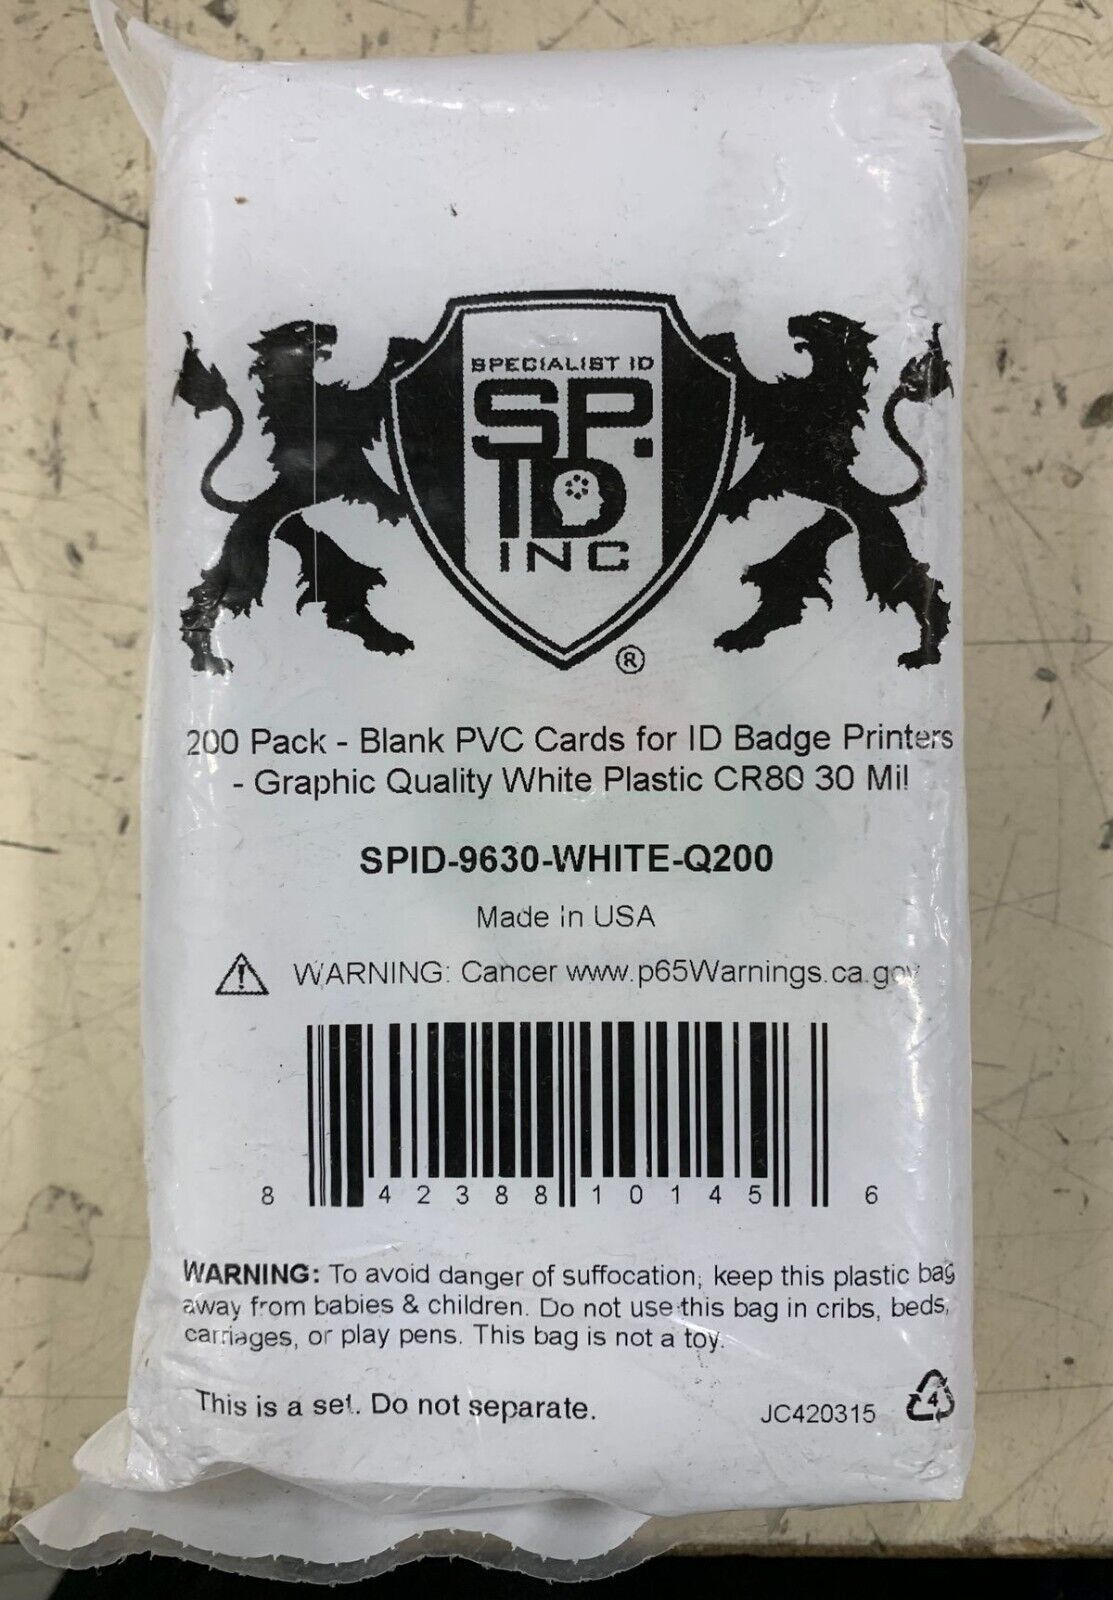 SPECIALIST ID
SP.
ID
INC
®
200 Pack - Blank PVC Cards for ID Badge Printers
- Graphic Quality White Plastic CR80 30 Mil
SPID-9630-WHITE-Q200
Made in USA
WARNING: Cancer www.p65Warnings.ca.gov
8 42388 10145 6
WARNING: To avoid danger of suffocation, keep this plastic bag
away from babies & children. Do not use this bag in cribs, beds,
carriages, or play pens. This bag is not a toy.
This is a set. Do not separate.
JC420315
4